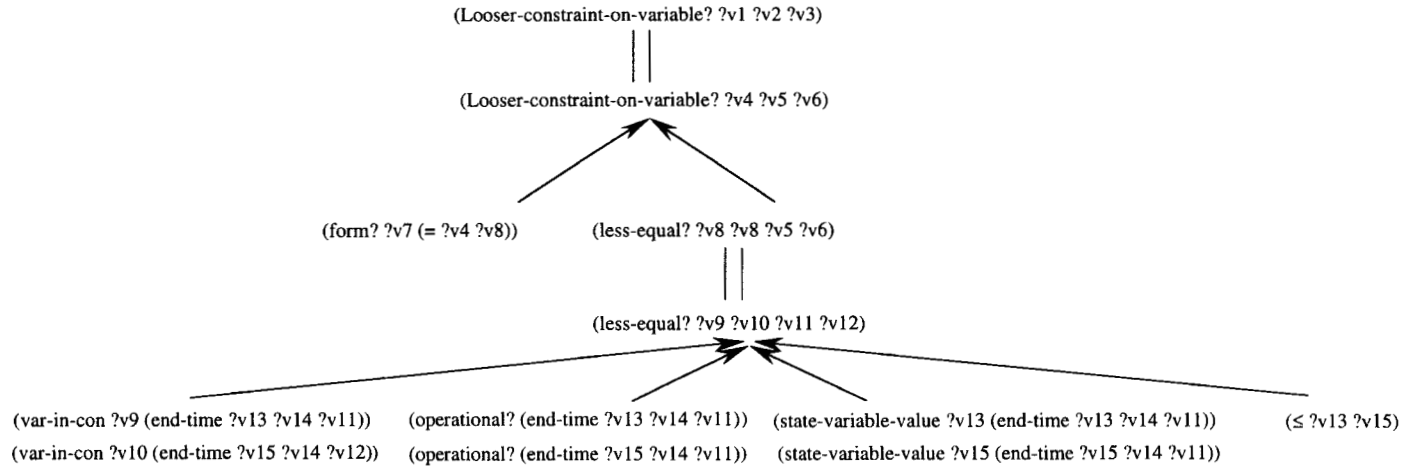 (Looser-constraint-on-variable? ?v1 ?v2 ?v3)
(Looser-constraint-on-variable? ?v4 ?v5 ?v6)
(form? ?v7 (= ?v4 ?v8)) (less-equal? ?v8 ?v8 ?v5 ?v6)
(less-equal? ?v9 ?v10 ?v11 ?v12)
(var-in-con ?v9 (end-time ?v13 ?v14 ?v11)) (operational? (end-time ?v13 ?v14 ?v11)) (state-variable-value ?v13 (end-time ?v13 ?v14 ?v11)) (≤ ?v13 ?v15)
(var-in-con ?v10 (end-time ?v15 ?v14 ?v12)) (operational? (end-time ?v15 ?v14 ?v11)) (state-variable-value ?v15 (end-time ?v15 ?v14 ?v11))